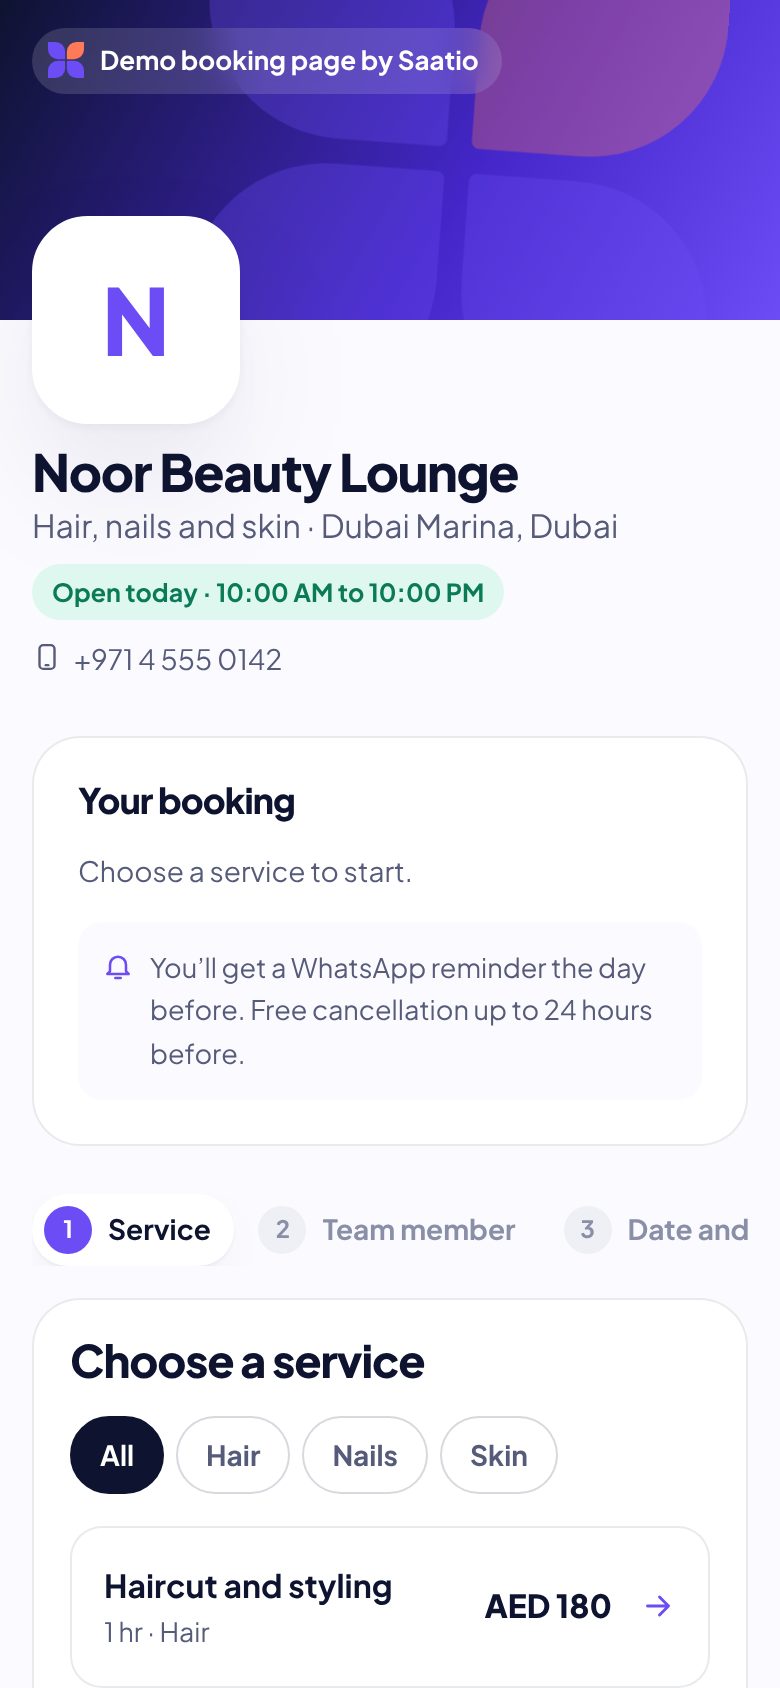 Demo booking page by Saatio
N
Noor Beauty Lounge
Hair, nails and skin · Dubai Marina, Dubai
Open today · 10:00 AM to 10:00 PM
+971 4 555 0142
Your booking
Choose a service to start.
You’ll get a WhatsApp reminder the day
before. Free cancellation up to 24 hours
before.
1 Service 2 Team member 3 Date and
Choose a service
All Hair Nails Skin
Haircut and styling
AED 180
1 hr · Hair